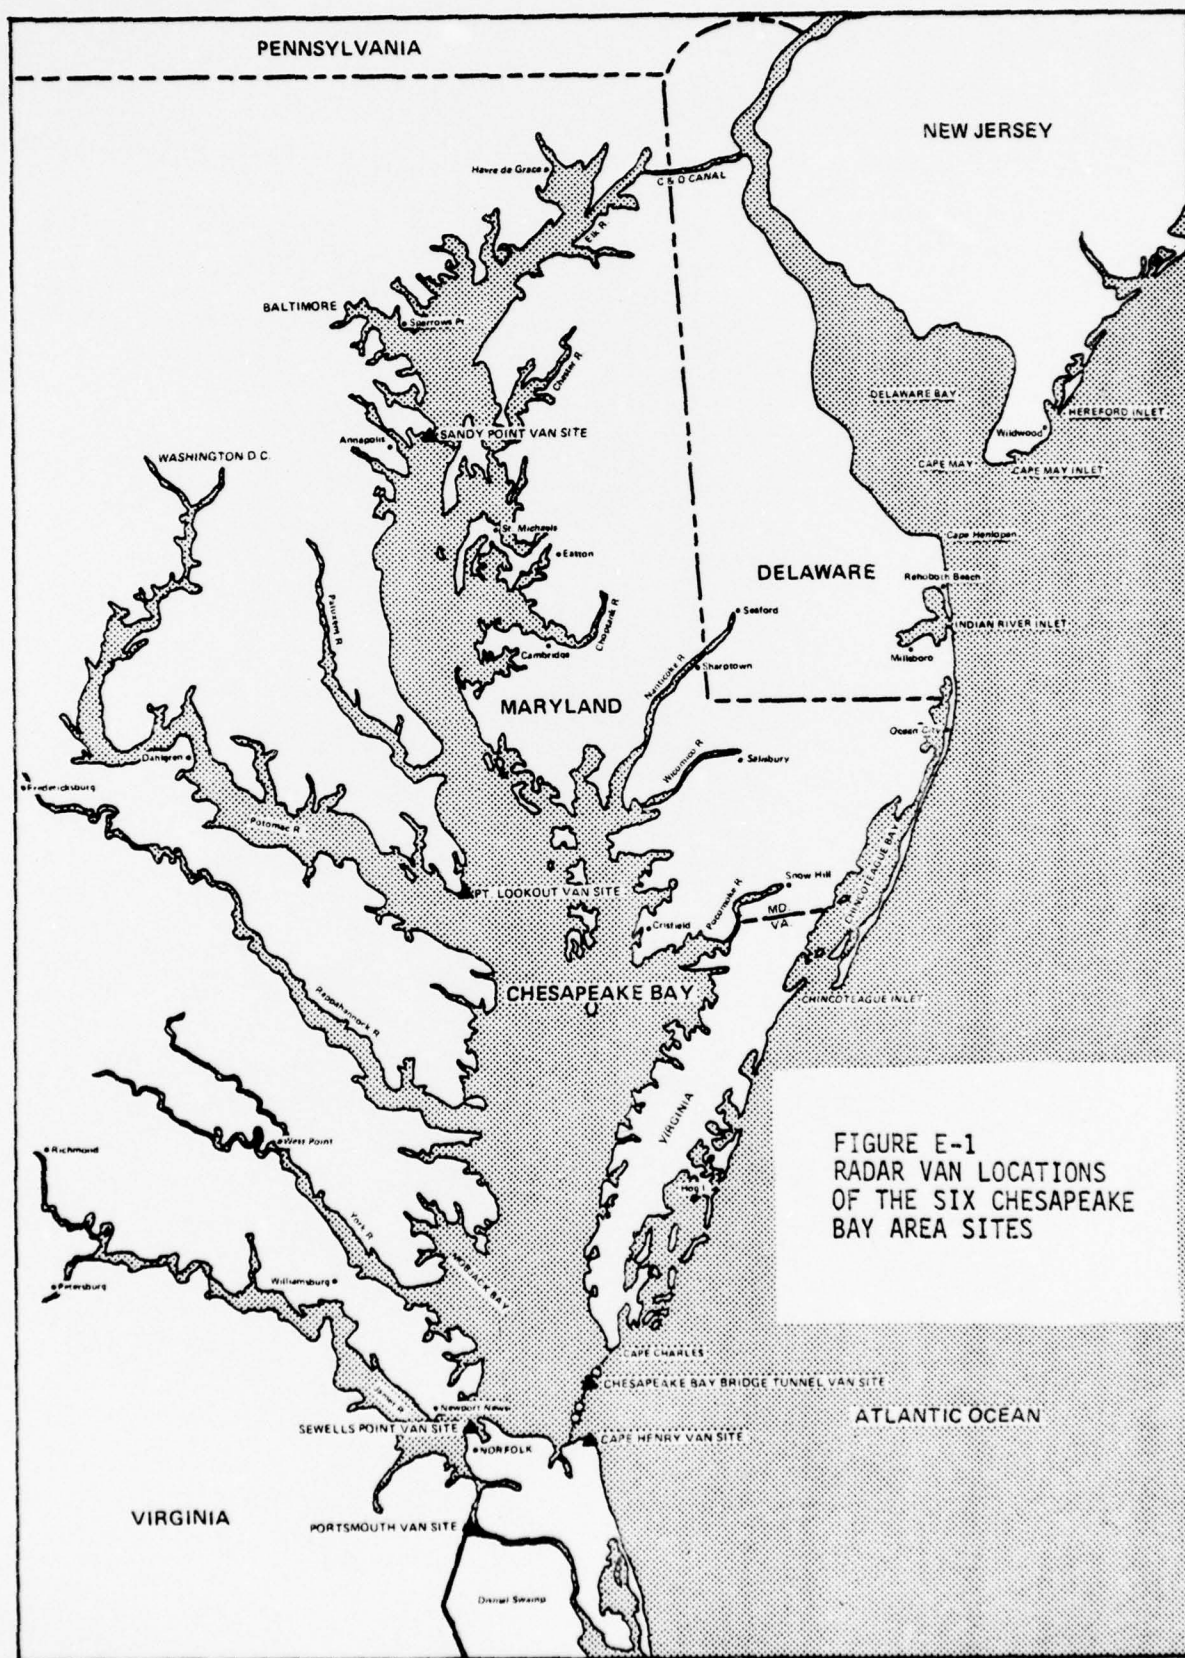 PENNSYLVANIA
NEW JERSEY
Havre de Grace
C & D CANAL
Elk R
BALTIMORE
Sparrows Pt
Chester R
DELAWARE BAY
HEREFORD INLET
Wildwood
SANDY POINT VAN SITE
Annapolis
WASHINGTON D.C.
CAPE MAY
CAPE MAY INLET
St. Michaels
Easton
Cape Henlopen
DELAWARE
Rehoboth Beach
Patuxent R
Choptank R
Seaford
INDIAN RIVER INLET
Cambridge
Millsboro
Nanticoke R
Sharptown
MARYLAND
Ocean City
Dahlgren
Wicomico R
Salisbury
Fredericksburg
Potomac R
CHINCOTEAGUE BAY
PT. LOOKOUT VAN SITE
Snow Hill
Pocomoke R
MD.
VA.
Crisfield
CHESAPEAKE BAY
CHINCOTEAGUE INLET
Rappahannock R
VIRGINIA
West Point
Richmond
FIGURE E-1
RADAR VAN LOCATIONS
OF THE SIX CHESAPEAKE
BAY AREA SITES
Hog I.
York R
MOBJACK BAY
Williamsburg
Petersburg
CAPE CHARLES
CHESAPEAKE BAY BRIDGE TUNNEL VAN SITE
James R
Newport News
ATLANTIC OCEAN
SEWELLS POINT VAN SITE
CAPE HENRY VAN SITE
NORFOLK
VIRGINIA
PORTSMOUTH VAN SITE
Dismal Swamp